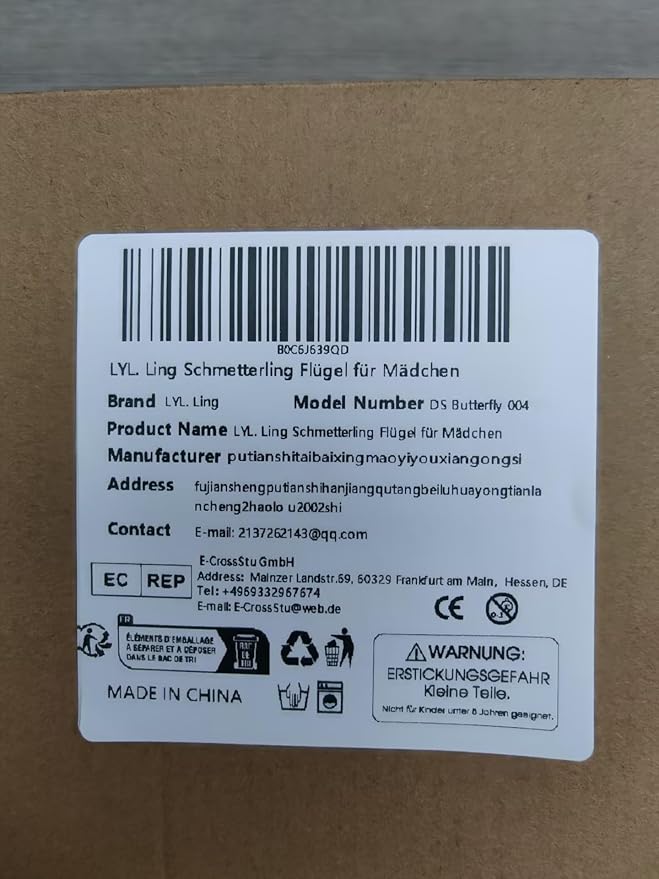 B0C6J639QD
LYL. Ling Schmetterling Flügel für Mädchen
Brand LYL. Ling Model Number DS Butterfly 004
Product Name LYL. Ling Schmetterling Flügel für Mädchen
Manufacturer putianshitaibaixingmaoyiyouxiangongsi
Address fujianshengputianshihanjiangqutangbeiluhuayongtianla
ncheng2haolo u2002shi
Contact E-mail: 2137262143@qq.com
EC REP
E-CrossStu GmbH
Address: Mainzer Landstr.69, 60329 Frankfurt am Main, Hessen, DE
Tel: +4969332967674
E-mail: E-CrossStu@web.de
CE
FR
ÉLÉMENTS D'EMBALLAGE
À SÉPARER ET À DÉPOSER
DANS LE BAC DE TRI
BAC
DE
TRI
WARNUNG:
ERSTICKUNGSGEFAHR
Kleine Teile.
Nicht für Kinder unter 8 Jahren geeignet.
MADE IN CHINA